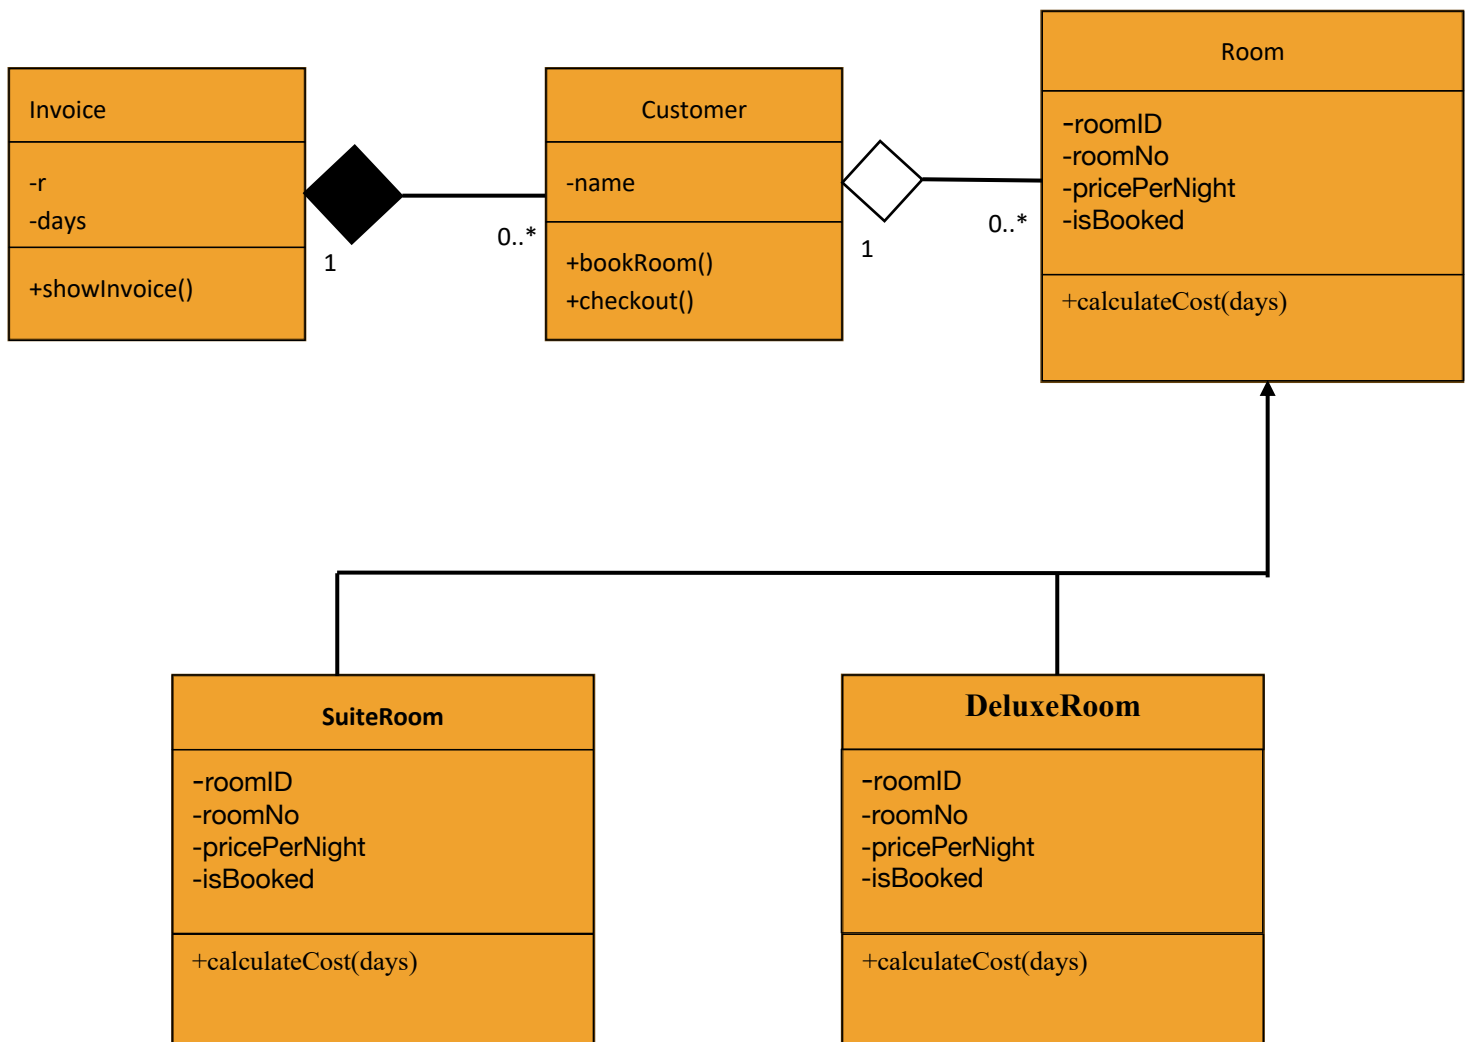 Invoice
-r
-days
+showInvoice()
1
0..*
Customer
-name
+bookRoom()
+checkout()
1
0..*
Room
-roomID
-roomNo
-pricePerNight
-isBooked
+calculateCost(days)
SuiteRoom
-roomID
-roomNo
-pricePerNight
-isBooked
+calculateCost(days)
DeluxeRoom
-roomID
-roomNo
-pricePerNight
-isBooked
+calculateCost(days)